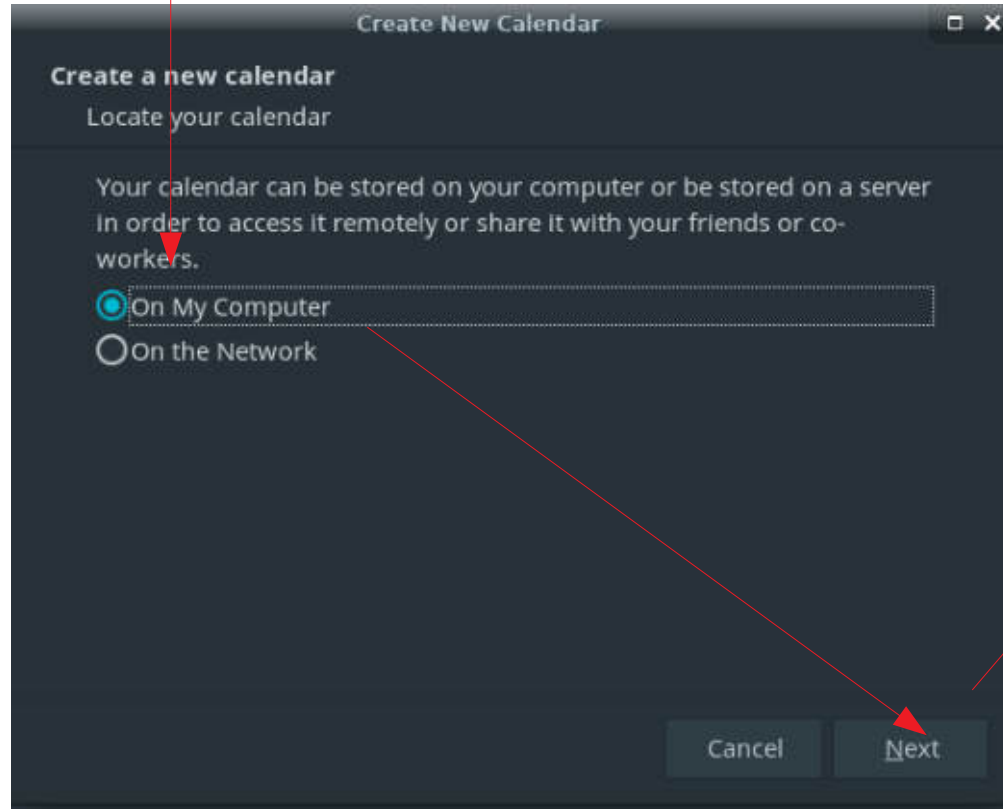 Create New Calendar
Create a new calendar
Locate your calendar
Your calendar can be stored on your computer or be stored on a server
in order to access it remotely or share it with your friends or co-
workers.
On My Computer
On the Network
Cancel
Next